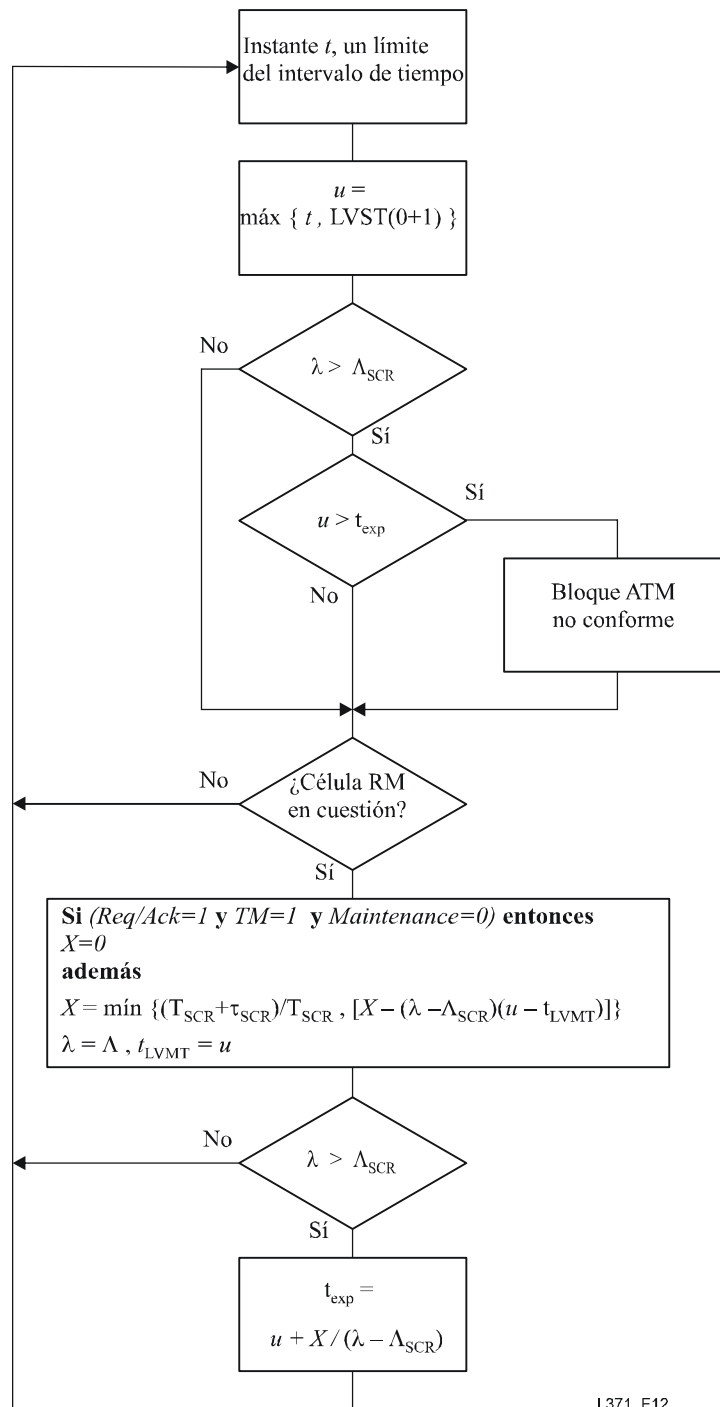 Instante t, un límite
del intervalo de tiempo
u =
máx { t , LVST(0+1) }
No
λ > Λ_SCR
Sí
Sí
u > t_exp
No
Bloque ATM
no conforme
No
¿Célula RM
en cuestión?
Sí
Si (Req/Ack=1 y TM=1 y Maintenance=0) entonces
X=0
además
X = mín {(T_SCR+τ_SCR)/T_SCR , [X – (λ –Λ_SCR)(u – t_LVMT)]}
λ = Λ , t_LVMT = u
No
λ > Λ_SCR
Sí
t_exp =
u + X / (λ – Λ_SCR)
L371_F12